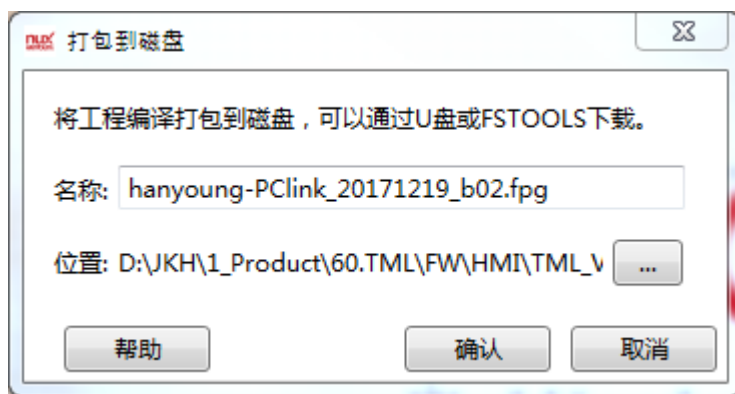 nux 打包到磁盘
将工程编译打包到磁盘，可以通过U盘或FSTOOLS下载。
名称: hanyoung-PClink_20171219_b02.fpg
位置: D:\JKH\1_Product\60.TML\FW\HMI\TML_V ...
帮助 确认 取消